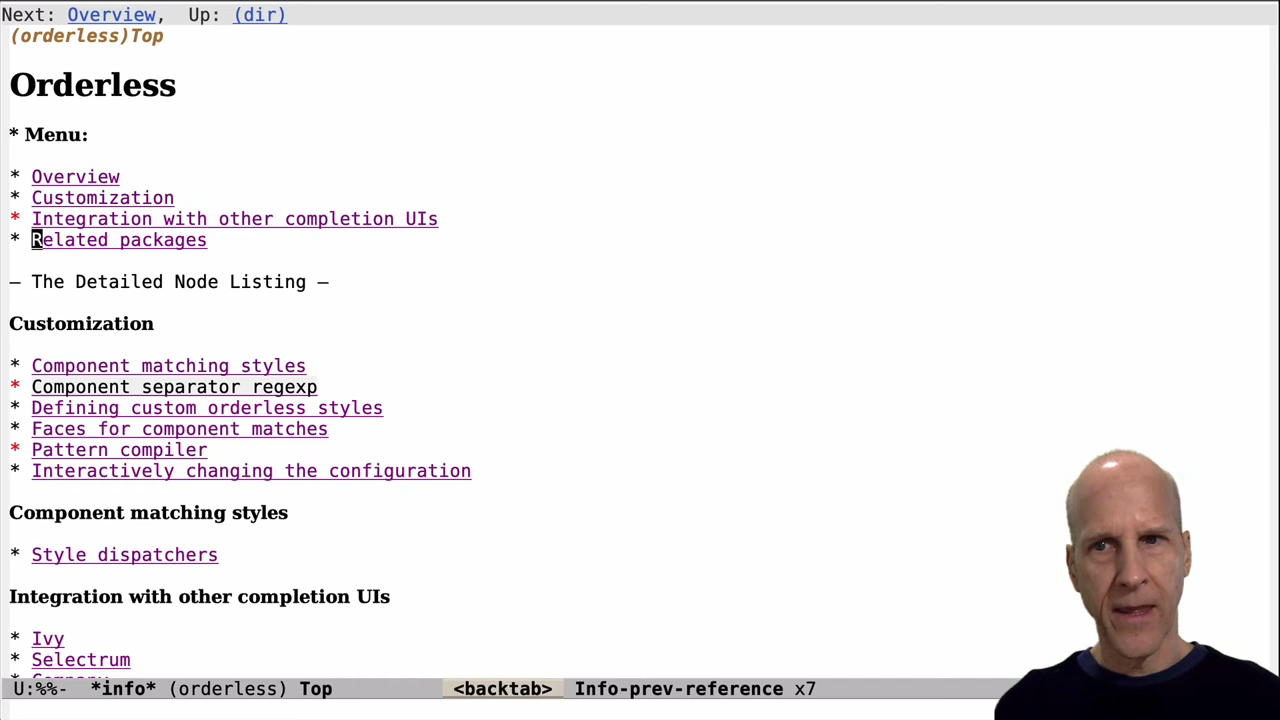 Next: Overview,  Up: (dir)
(orderless)Top
Orderless
* Menu:
* Overview
* Customization
* Integration with other completion UIs
* Related packages
— The Detailed Node Listing —
Customization
* Component matching styles
* Component separator regexp
* Defining custom orderless styles
* Faces for component matches
* Pattern compiler
* Interactively changing the configuration
Component matching styles
* Style dispatchers
Integration with other completion UIs
* Ivy
* Selectrum
U:%%-  *info* (orderless) Top <backtab> Info-prev-reference x7